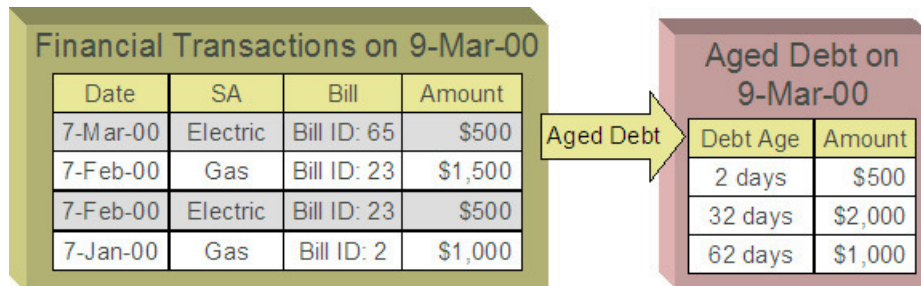 Financial Transactions on 9-Mar-00
Date SA Bill Amount
7-Mar-00 Electric Bill ID: 65 $500
7-Feb-00 Gas Bill ID: 23 $1,500
7-Feb-00 Electric Bill ID: 23 $500
7-Jan-00 Gas Bill ID: 2 $1,000
Aged Debt
Aged Debt on
9-Mar-00
Debt Age Amount
2 days $500
32 days $2,000
62 days $1,000